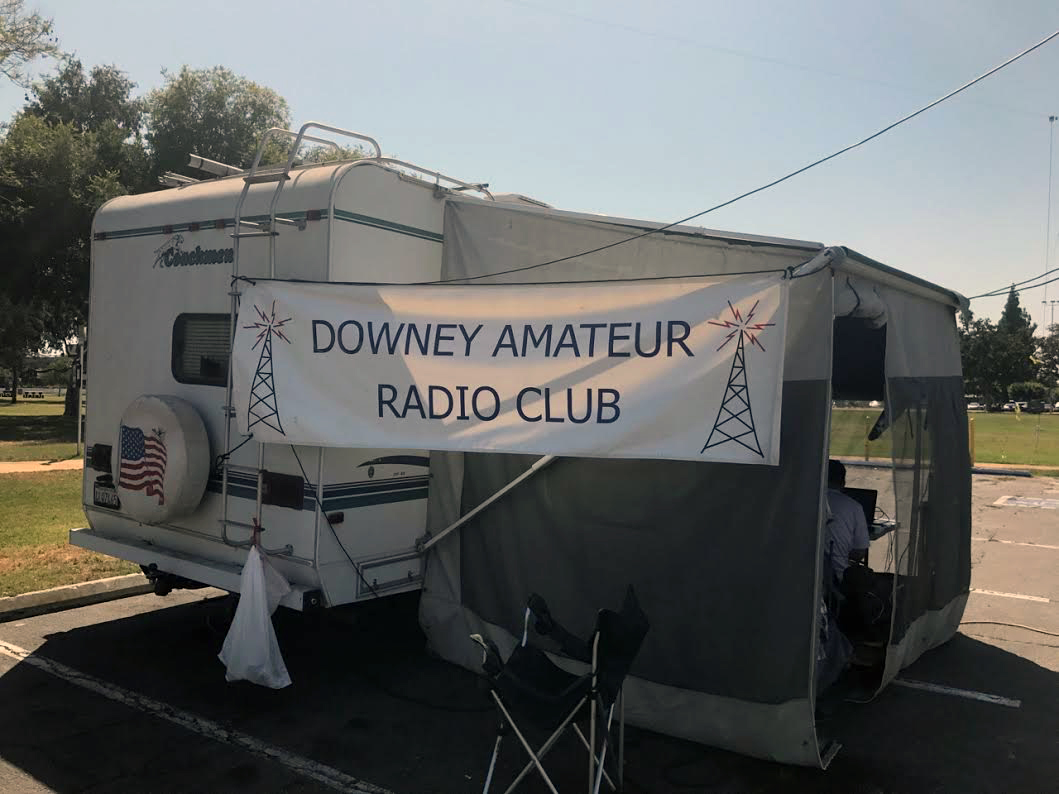 Coachmen
DOWNEY AMATEUR
RADIO CLUB